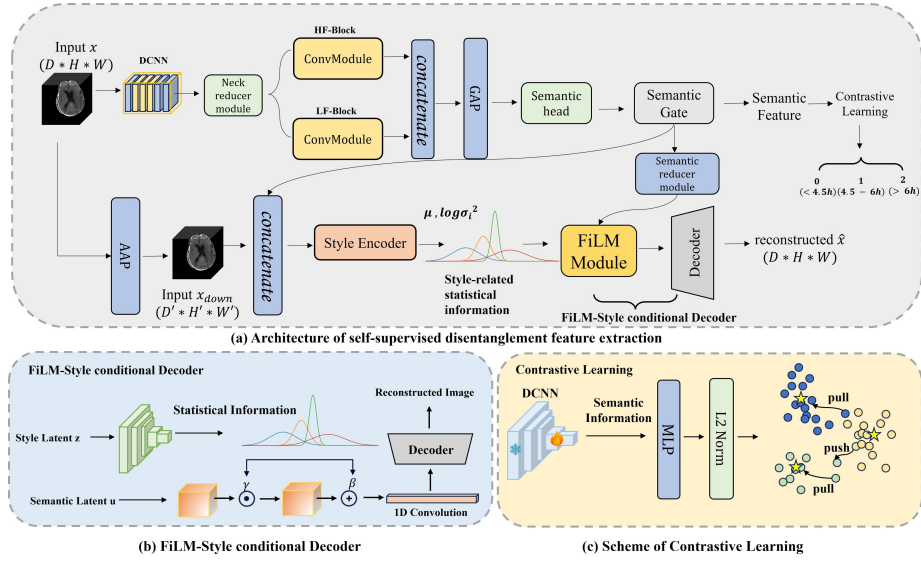 Input x
(D * H * W)
DCNN
Neck
reducer
module
HF-Block
ConvModule
LF-Block
ConvModule
concatenate
GAP
Semantic
head
Semantic
Gate
Semantic
Feature
Contrastive
Learning
0 1 2
(< 4.5h)(4.5 − 6h)(> 6h)
Semantic
reducer
module
AAP
Input x_down
(D′ * H′ * W′)
concatenate
Style Encoder
μ , logσ_i²
Style-related
statistical
information
FiLM
Module
Decoder
reconstructed x̂
(D * H * W)
FiLM-Style conditional Decoder
(a) Architecture of self-supervised disentanglement feature extraction
FiLM-Style conditional Decoder
Style Latent z
Statistical Information
Reconstructed Image
Decoder
Semantic Latent u
γ
β
1D Convolution
(b) FiLM-Style conditional Decoder
Contrastive Learning
DCNN
Semantic
Information
MLP
L2 Norm
pull
push
pull
(c) Scheme of Contrastive Learning